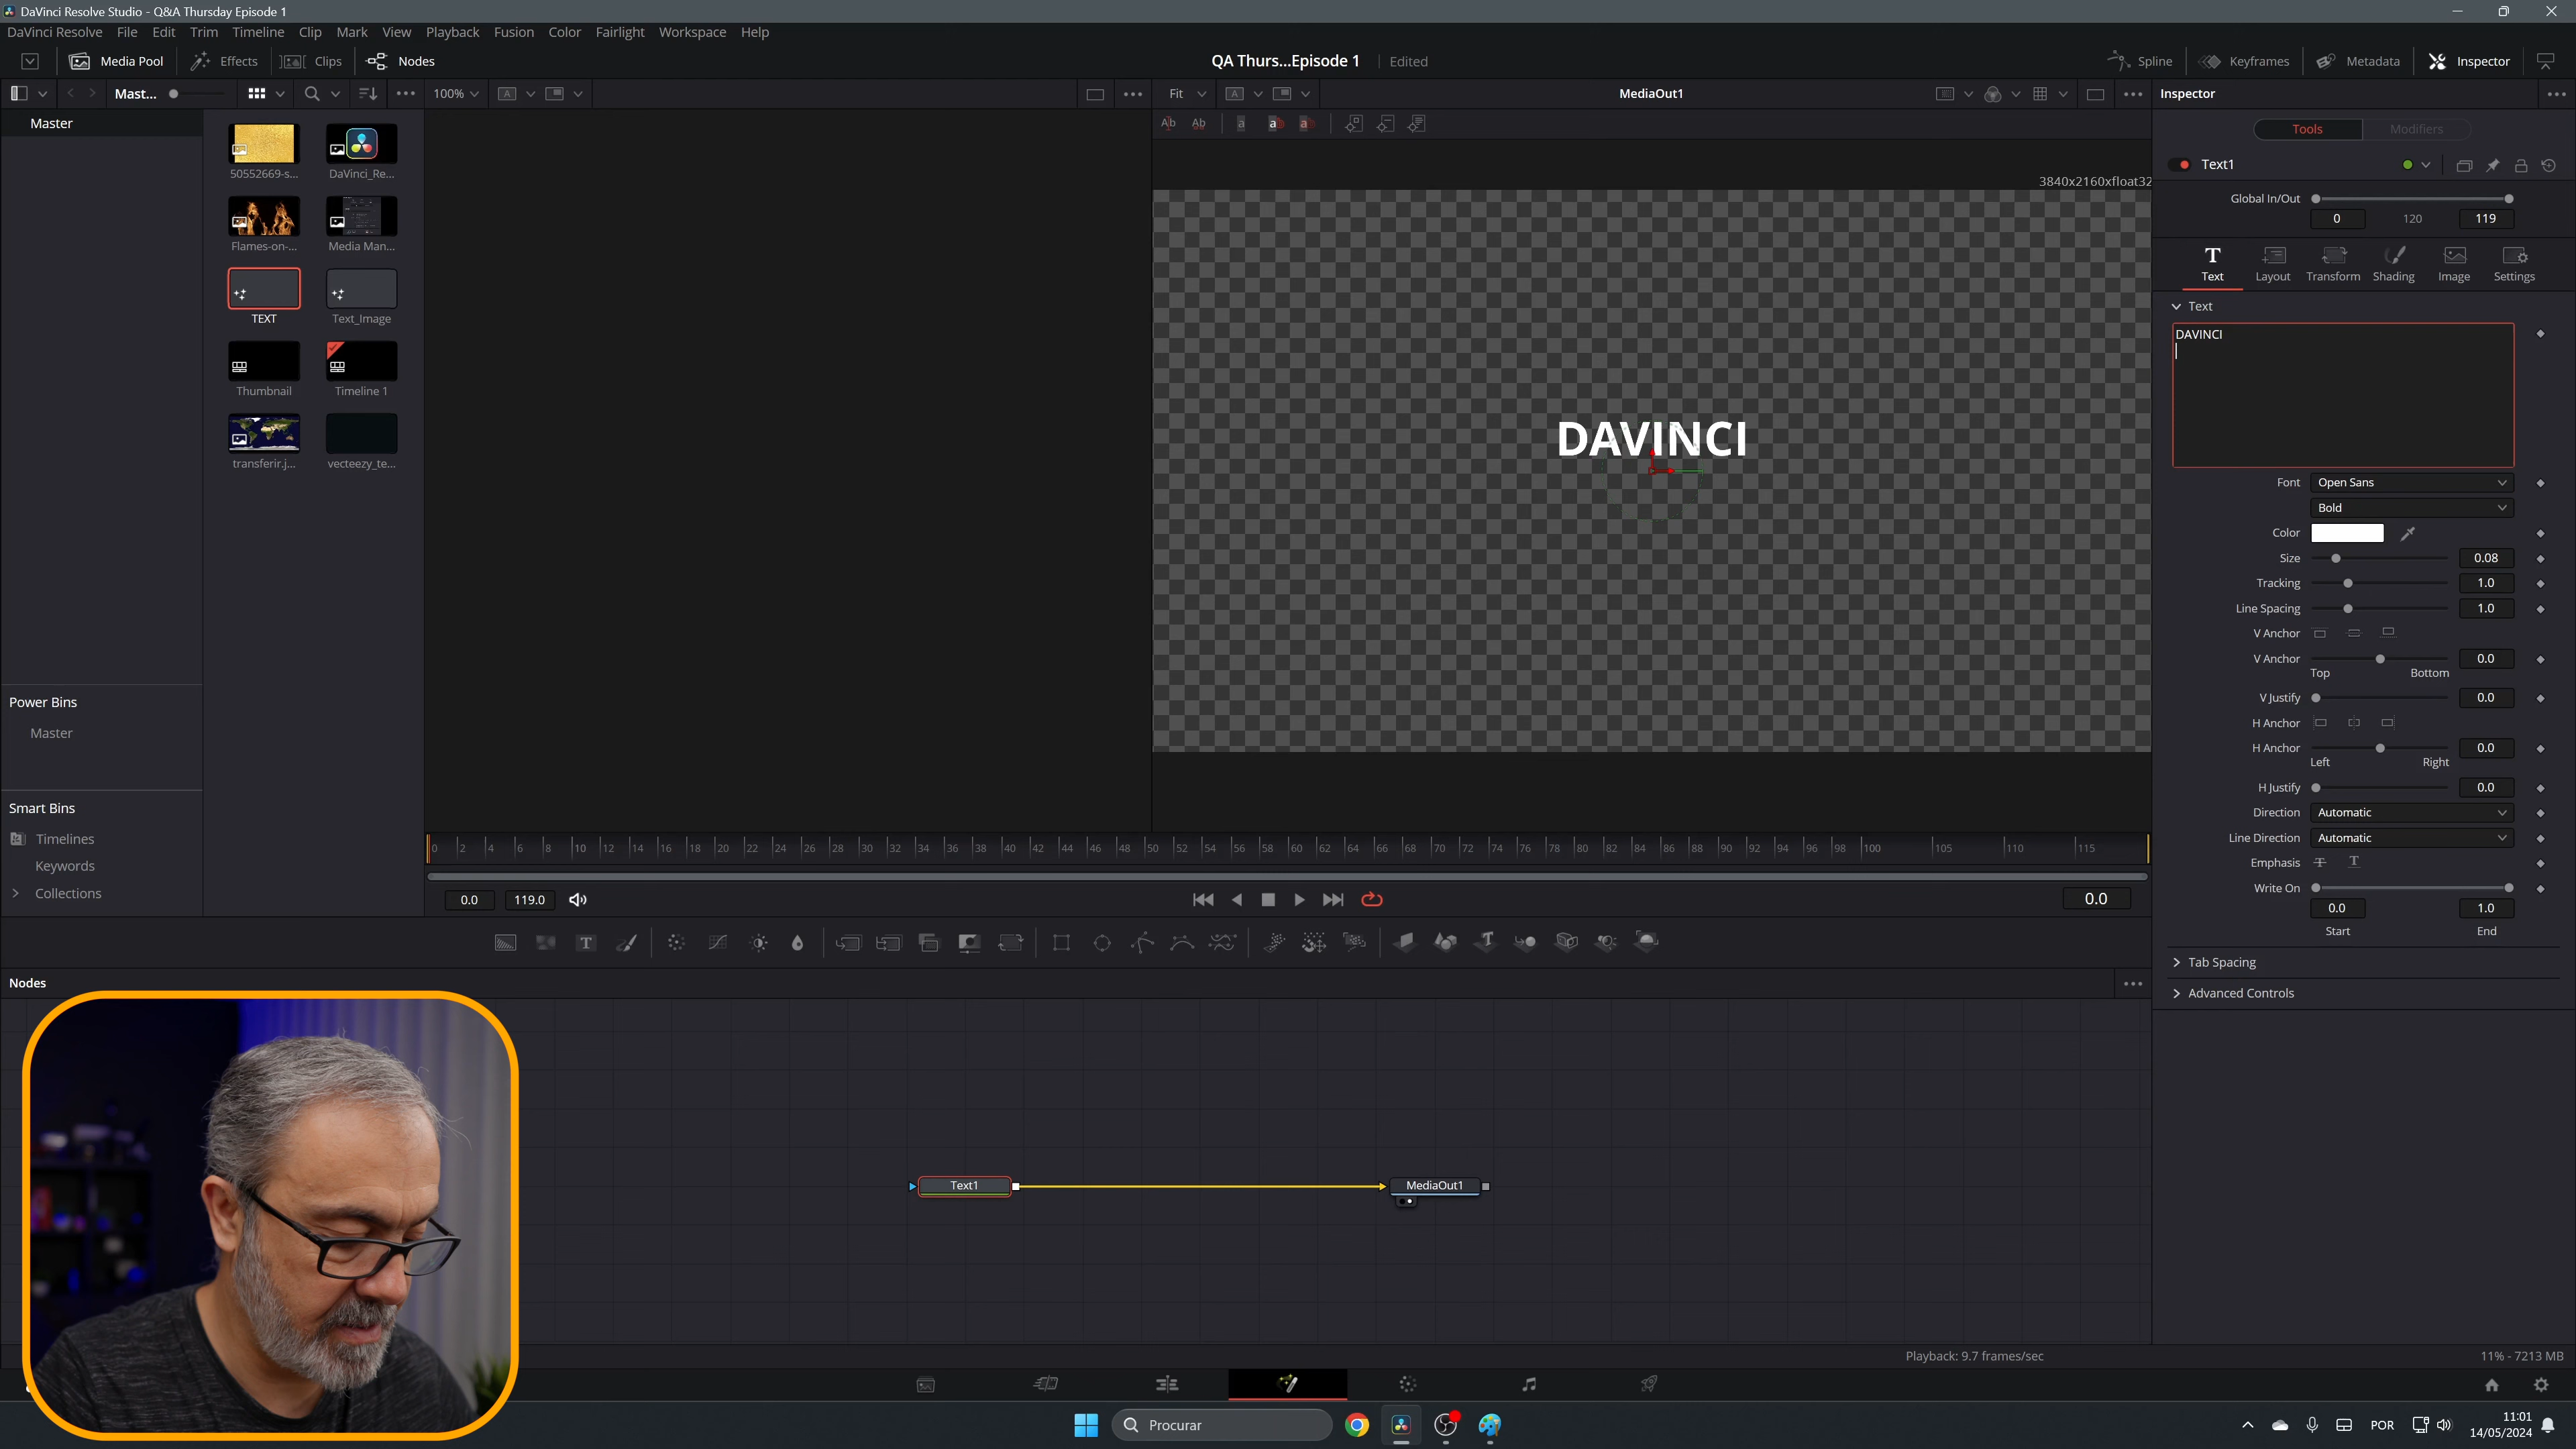 DaVinci Resolve Studio - Q&A Thursday Episode 1
DaVinci Resolve File Edit Trim Timeline Clip Mark View Playback Fusion Color Fairlight Workspace Help
Media Pool Effects Clips Nodes QA Thurs...Episode 1 Edited Spline Keyframes Metadata Inspector
Mast... 100% Fit MediaOut1 Inspector
Master
Tools Modifiers
50552669-s... DaVinci_Re...
Text1
3840x2160xfloat32
Global In/Out
0 120 119
Flames-on-... Media Man...
Text Layout Transform Shading Image Settings
TEXT Text_Image
Text
DAVINCI
Thumbnail Timeline 1
DAVINCI
transferir.j... vecteezy_te...
Font Open Sans
Bold
Color
Size 0.08
Tracking 1.0
Line Spacing 1.0
V Anchor
V Anchor 0.0
Top Bottom
V Justify 0.0
H Anchor
H Anchor 0.0
Left Right
H Justify 0.0
Direction Automatic
Line Direction Automatic
Emphasis
Write On
0.0 1.0
Start End
Tab Spacing
Advanced Controls
Power Bins
Master
Smart Bins
Timelines
Keywords
Collections
0 2 4 6 8 10 12 14 16 18 20 22 24 26 28 30 32 34 36 38 40 42 44 46 48 50 52 54 56 58 60 62 64 66 68 70 72 74 76 78 80 82 84 86 88 90 92 94 96 98 100 105 110 115
0.0 119.0 0.0
Nodes
Text1 MediaOut1
Playback: 9.7 frames/sec 11% - 7213 MB
Procurar
POR
11:01
14/05/2024